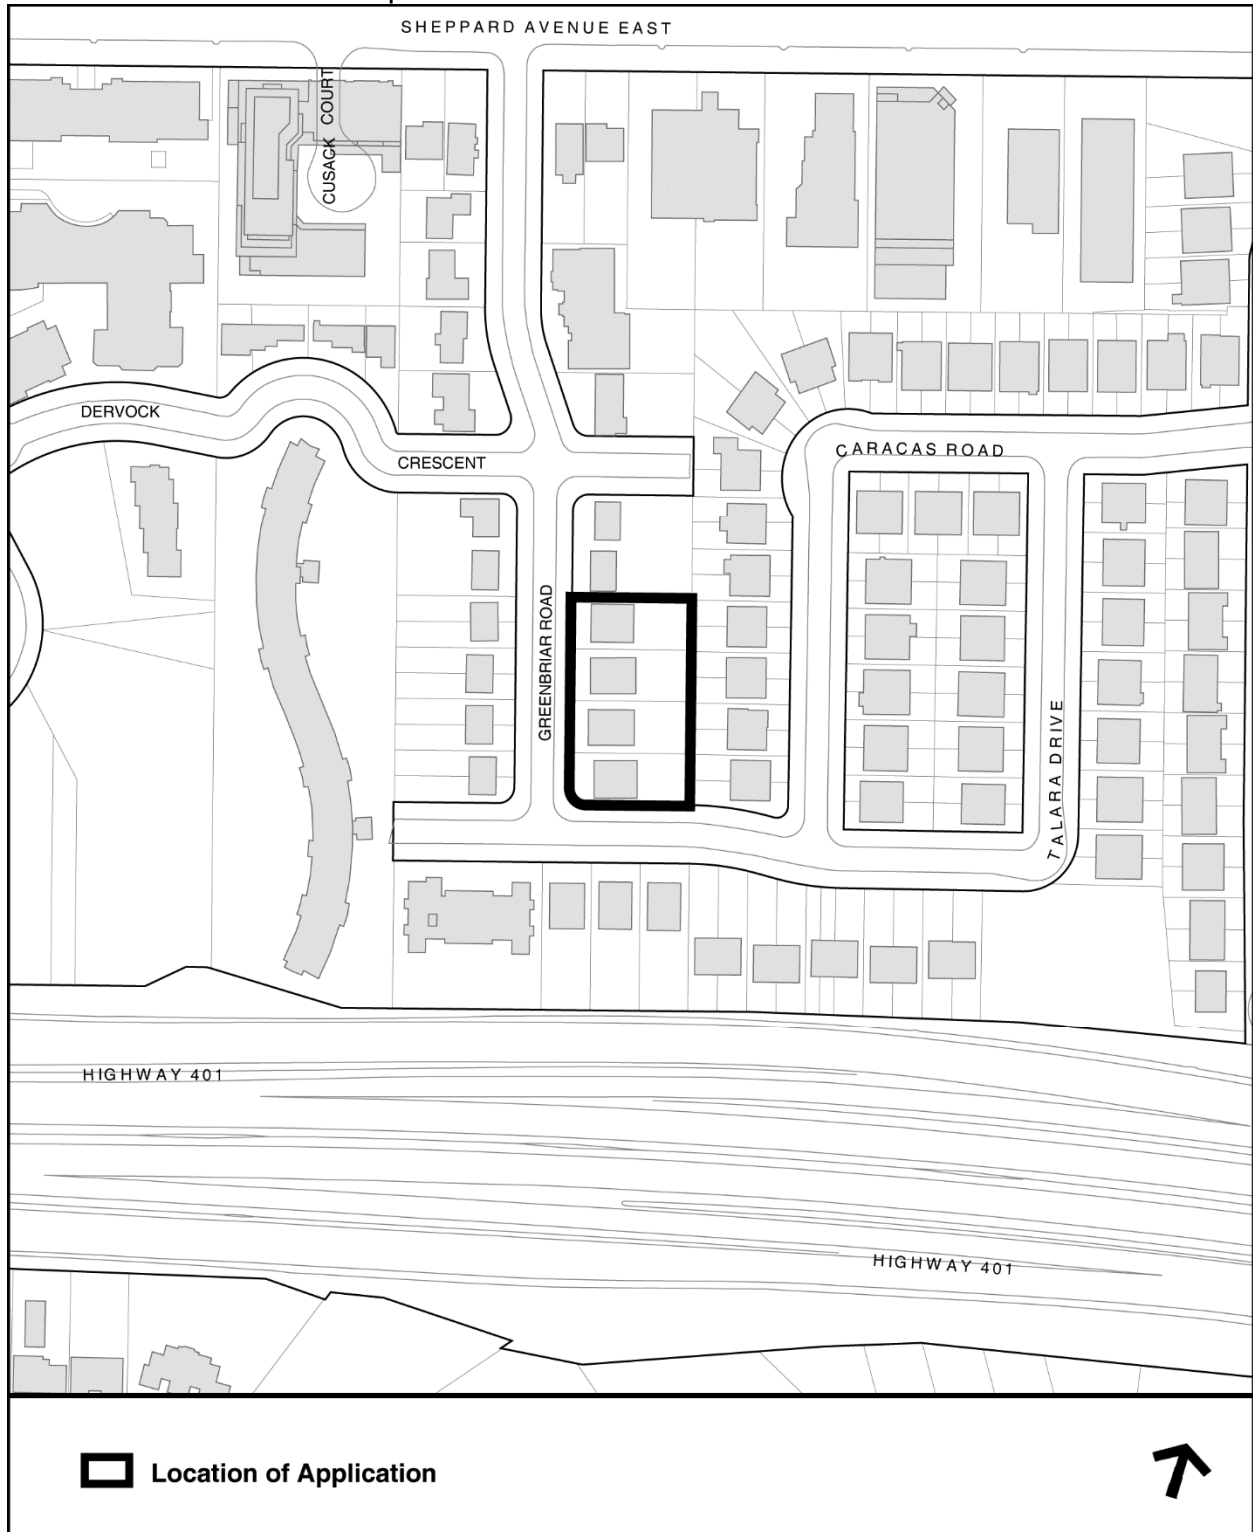 SHEPPARD AVENUE EAST
CUSACK COURT
DERVOCK
CRESCENT
CARACAS ROAD
GREENBRIAR ROAD
TALARA DRIVE
HIGHWAY 401
HIGHWAY 401
Location of Application